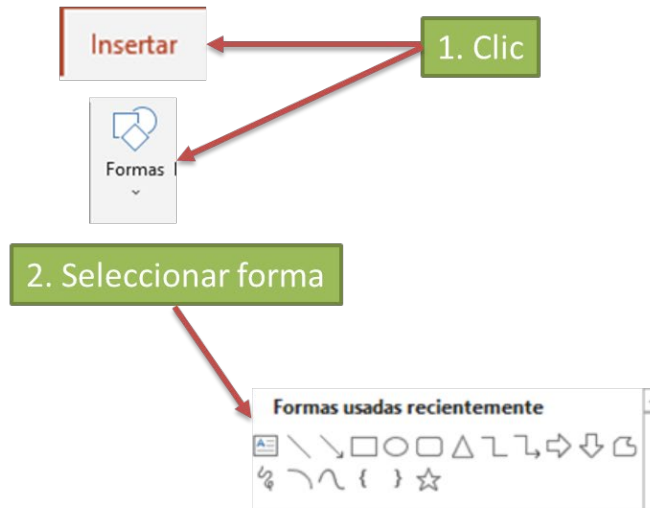 Insertar
1. Clic
Formas
2. Seleccionar forma
Formas usadas recientemente